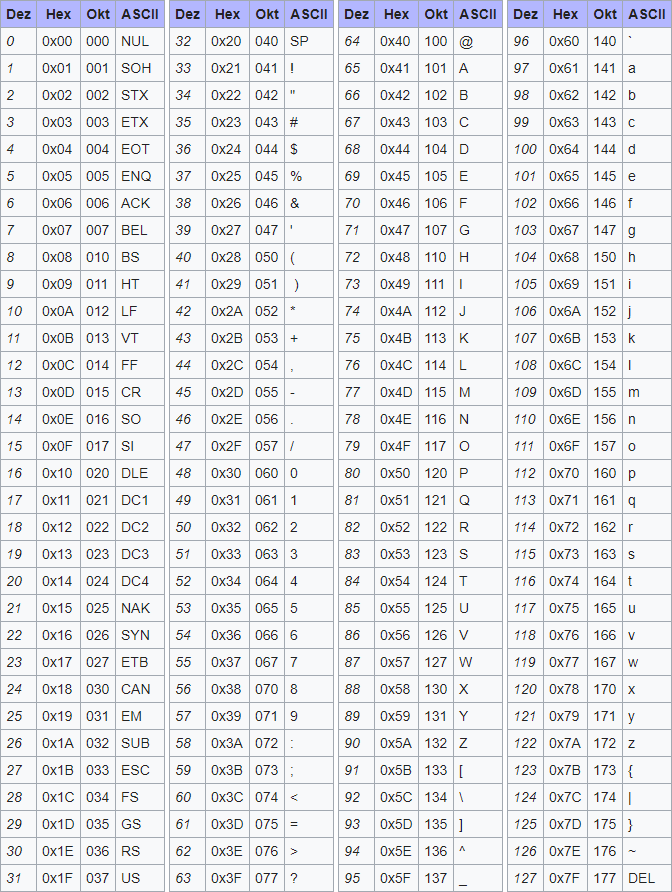 Dez Hex Okt ASCII Dez Hex Okt ASCII Dez Hex Okt ASCII Dez Hex Okt ASCII
0 0x00 000 NUL 32 0x20 040 SP 64 0x40 100 @ 96 0x60 140 `
1 0x01 001 SOH 33 0x21 041 ! 65 0x41 101 A 97 0x61 141 a
2 0x02 002 STX 34 0x22 042 " 66 0x42 102 B 98 0x62 142 b
3 0x03 003 ETX 35 0x23 043 # 67 0x43 103 C 99 0x63 143 c
4 0x04 004 EOT 36 0x24 044 $ 68 0x44 104 D 100 0x64 144 d
5 0x05 005 ENQ 37 0x25 045 % 69 0x45 105 E 101 0x65 145 e
6 0x06 006 ACK 38 0x26 046 & 70 0x46 106 F 102 0x66 146 f
7 0x07 007 BEL 39 0x27 047 ' 71 0x47 107 G 103 0x67 147 g
8 0x08 010 BS 40 0x28 050 ( 72 0x48 110 H 104 0x68 150 h
9 0x09 011 HT 41 0x29 051 ) 73 0x49 111 I 105 0x69 151 i
10 0x0A 012 LF 42 0x2A 052 * 74 0x4A 112 J 106 0x6A 152 j
11 0x0B 013 VT 43 0x2B 053 + 75 0x4B 113 K 107 0x6B 153 k
12 0x0C 014 FF 44 0x2C 054 , 76 0x4C 114 L 108 0x6C 154 l
13 0x0D 015 CR 45 0x2D 055 - 77 0x4D 115 M 109 0x6D 155 m
14 0x0E 016 SO 46 0x2E 056 . 78 0x4E 116 N 110 0x6E 156 n
15 0x0F 017 SI 47 0x2F 057 / 79 0x4F 117 O 111 0x6F 157 o
16 0x10 020 DLE 48 0x30 060 0 80 0x50 120 P 112 0x70 160 p
17 0x11 021 DC1 49 0x31 061 1 81 0x51 121 Q 113 0x71 161 q
18 0x12 022 DC2 50 0x32 062 2 82 0x52 122 R 114 0x72 162 r
19 0x13 023 DC3 51 0x33 063 3 83 0x53 123 S 115 0x73 163 s
20 0x14 024 DC4 52 0x34 064 4 84 0x54 124 T 116 0x74 164 t
21 0x15 025 NAK 53 0x35 065 5 85 0x55 125 U 117 0x75 165 u
22 0x16 026 SYN 54 0x36 066 6 86 0x56 126 V 118 0x76 166 v
23 0x17 027 ETB 55 0x37 067 7 87 0x57 127 W 119 0x77 167 w
24 0x18 030 CAN 56 0x38 070 8 88 0x58 130 X 120 0x78 170 x
25 0x19 031 EM 57 0x39 071 9 89 0x59 131 Y 121 0x79 171 y
26 0x1A 032 SUB 58 0x3A 072 : 90 0x5A 132 Z 122 0x7A 172 z
27 0x1B 033 ESC 59 0x3B 073 ; 91 0x5B 133 [ 123 0x7B 173 {
28 0x1C 034 FS 60 0x3C 074 < 92 0x5C 134 \ 124 0x7C 174 |
29 0x1D 035 GS 61 0x3D 075 = 93 0x5D 135 ] 125 0x7D 175 }
30 0x1E 036 RS 62 0x3E 076 > 94 0x5E 136 ^ 126 0x7E 176 ~
31 0x1F 037 US 63 0x3F 077 ? 95 0x5F 137 _ 127 0x7F 177 DEL